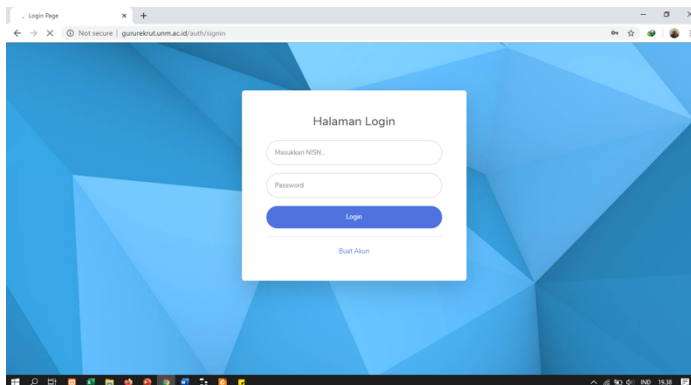 Login Page
Not secure | gururekrut.unm.ac.id/auth/signin
Halaman Login
Masukkan NISN...
Password
Login
Buat Akun
IND 19.38